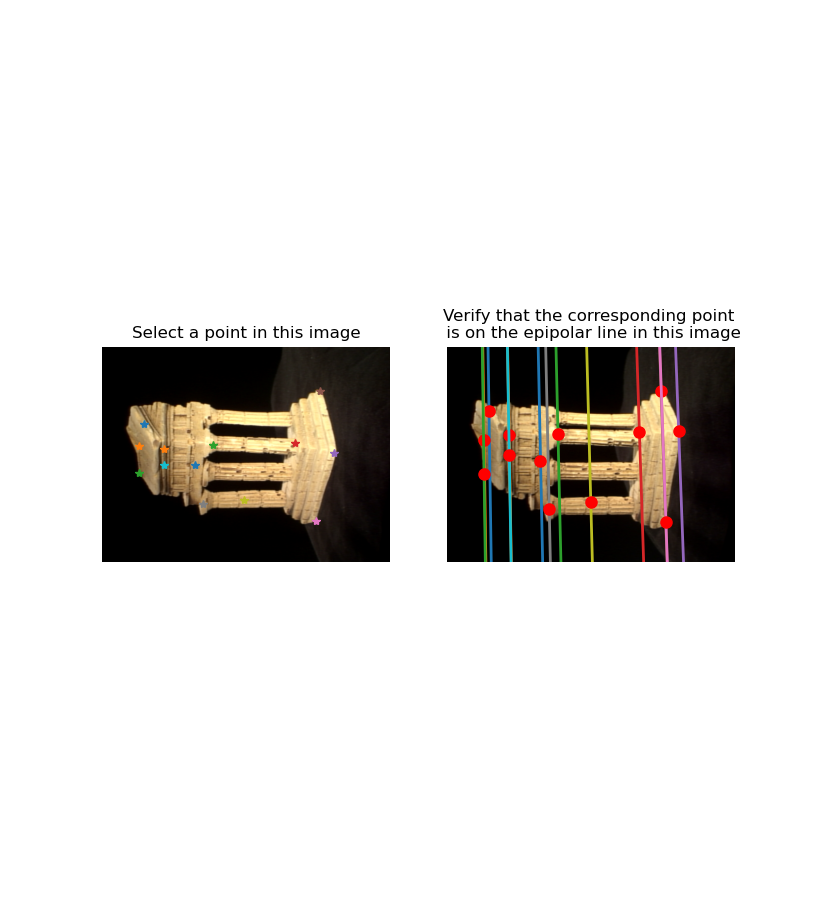 Select a point in this image
Verify that the corresponding point
is on the epipolar line in this image